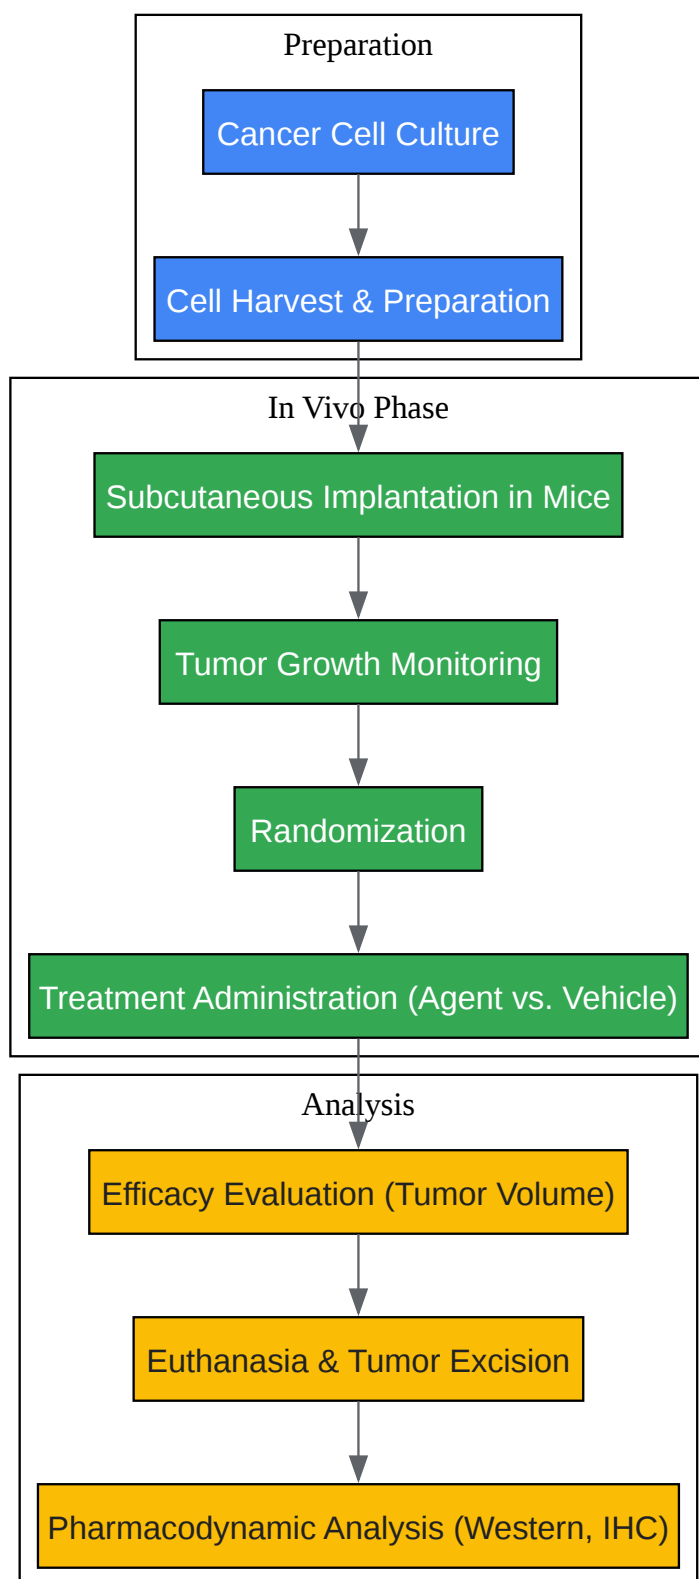 Preparation
Cancer Cell Culture
Cell Harvest & Preparation
In Vivo Phase
Subcutaneous Implantation in Mice
Tumor Growth Monitoring
Randomization
Treatment Administration (Agent vs. Vehicle)
Analysis
Efficacy Evaluation (Tumor Volume)
Euthanasia & Tumor Excision
Pharmacodynamic Analysis (Western, IHC)